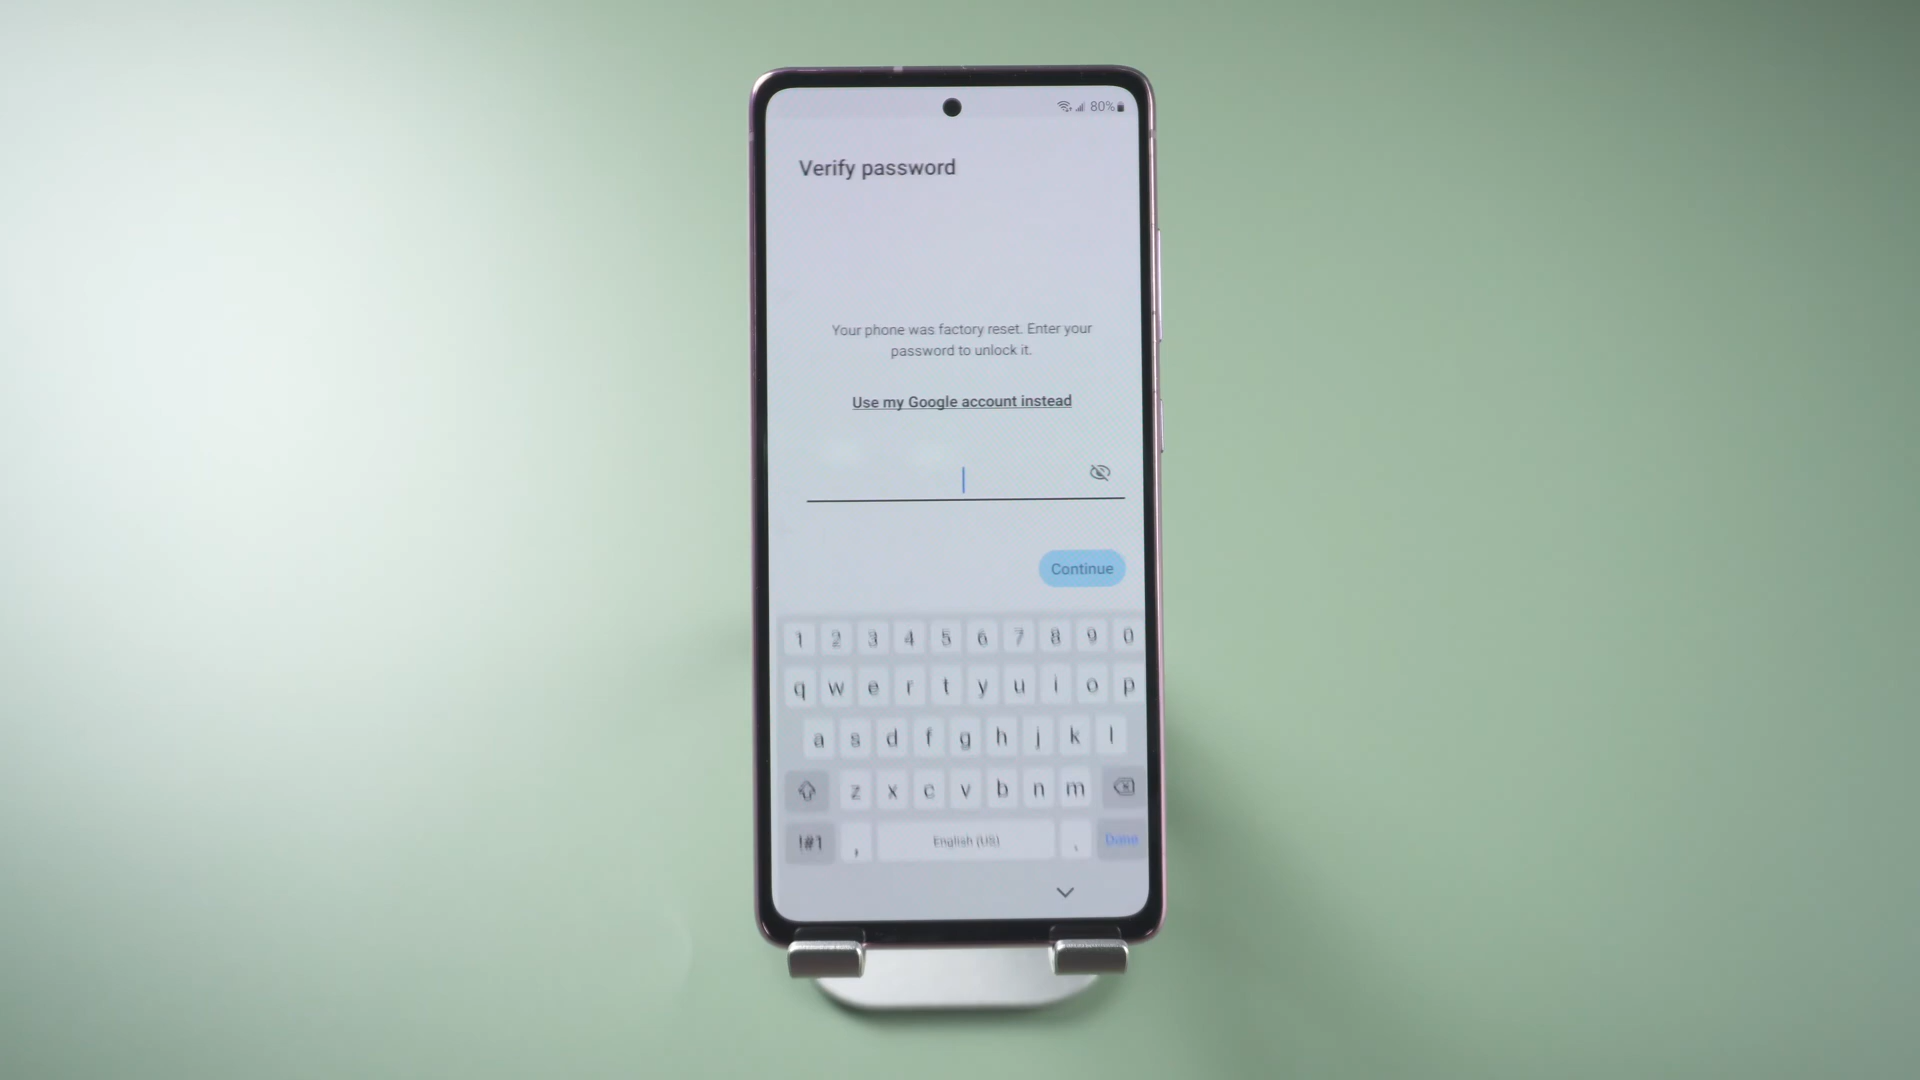 80%
Verify password
Your phone was factory reset. Enter your
password to unlock it.
Use my Google account instead
Continue
1 2 3 4 5 6 7 8 9 0
q w e r t y u i o p
a s d f g h j k l
z x c v b n m
!#1 , English (US) . Done